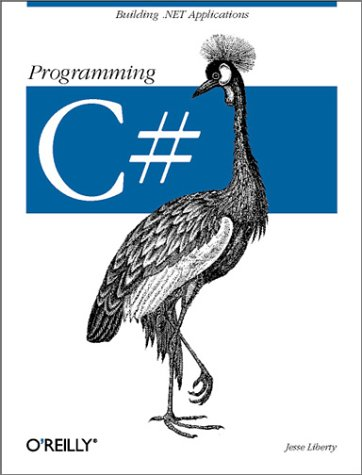 Building .NET Applications
Programming
C#
O'REILLY®
Jesse Liberty